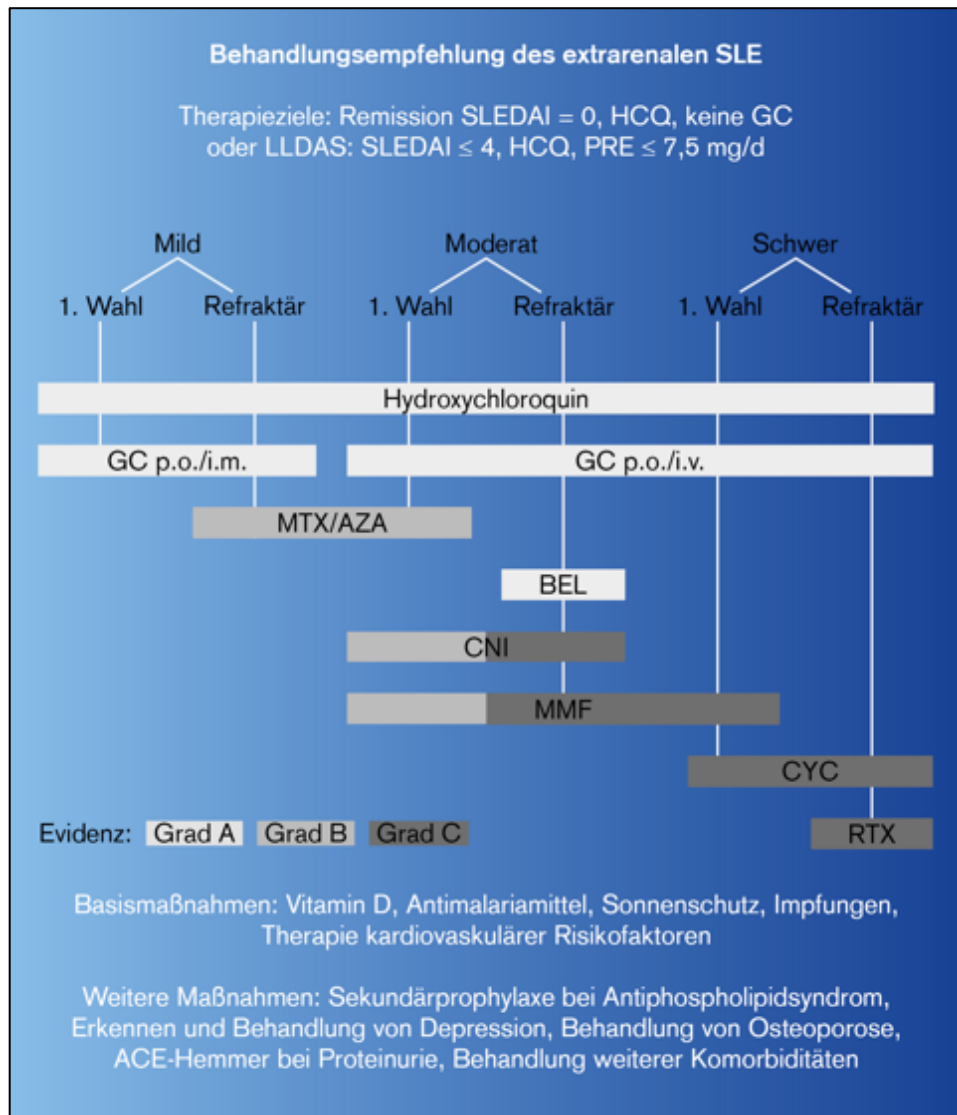 Behandlungsempfehlung des extrarenalen SLE
Therapieziele: Remission SLEDAI = 0, HCQ, keine GC
oder LLDAS: SLEDAI ≤ 4, HCQ, PRE ≤ 7,5 mg/d
Mild Moderat Schwer
1. Wahl Refraktär 1. Wahl Refraktär 1. Wahl Refraktär
Hydroxychloroquin
GC p.o./i.m. GC p.o./i.v.
MTX/AZA
BEL
CNI
MMF
CYC
Evidenz: Grad A Grad B Grad C RTX
Basismaßnahmen: Vitamin D, Antimalariamittel, Sonnenschutz, Impfungen,
Therapie kardiovaskulärer Risikofaktoren
Weitere Maßnahmen: Sekundärprophylaxe bei Antiphospholipidsyndrom,
Erkennen und Behandlung von Depression, Behandlung von Osteoporose,
ACE-Hemmer bei Proteinurie, Behandlung weiterer Komorbiditäten